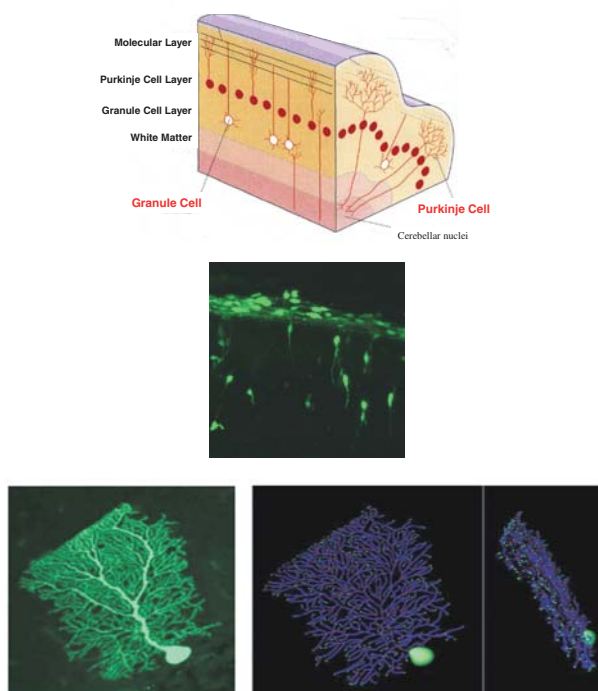 Molecular Layer
Purkinje Cell Layer
Granule Cell Layer
White Matter
Granule Cell
Purkinje Cell
Cerebellar nuclei